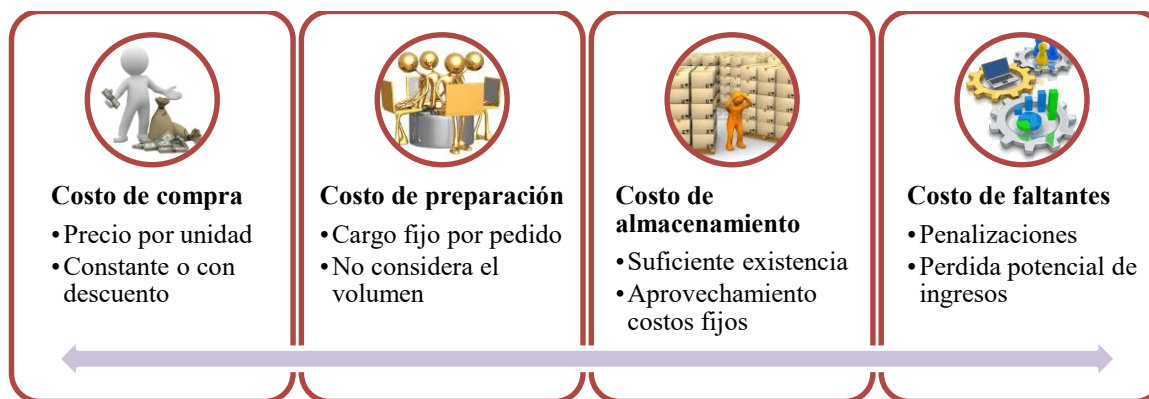 Costo de compra
•Precio por unidad
•Constante o con
descuento
Costo de preparación
•Cargo fijo por pedido
•No considera el
volumen
Costo de
almacenamiento
•Suficiente existencia
•Aprovechamiento
costos fijos
Costo de faltantes
•Penalizaciones
•Perdida potencial de
ingresos